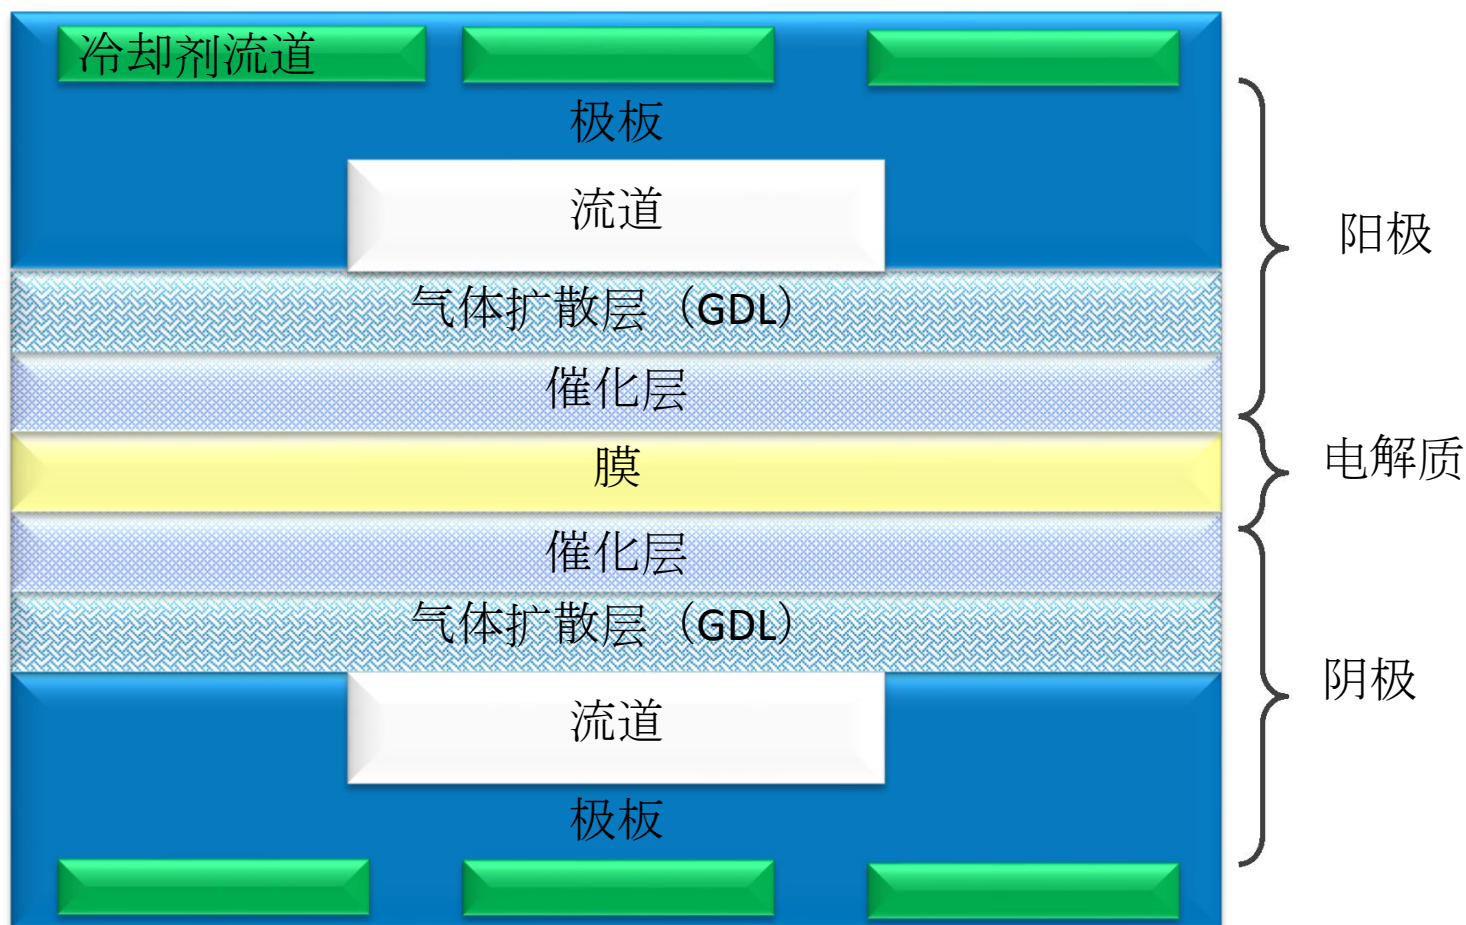 冷却剂流道
极板
流道
阳极
气体扩散层（GDL）
催化层
膜
电解质
催化层
气体扩散层（GDL）
阴极
流道
极板